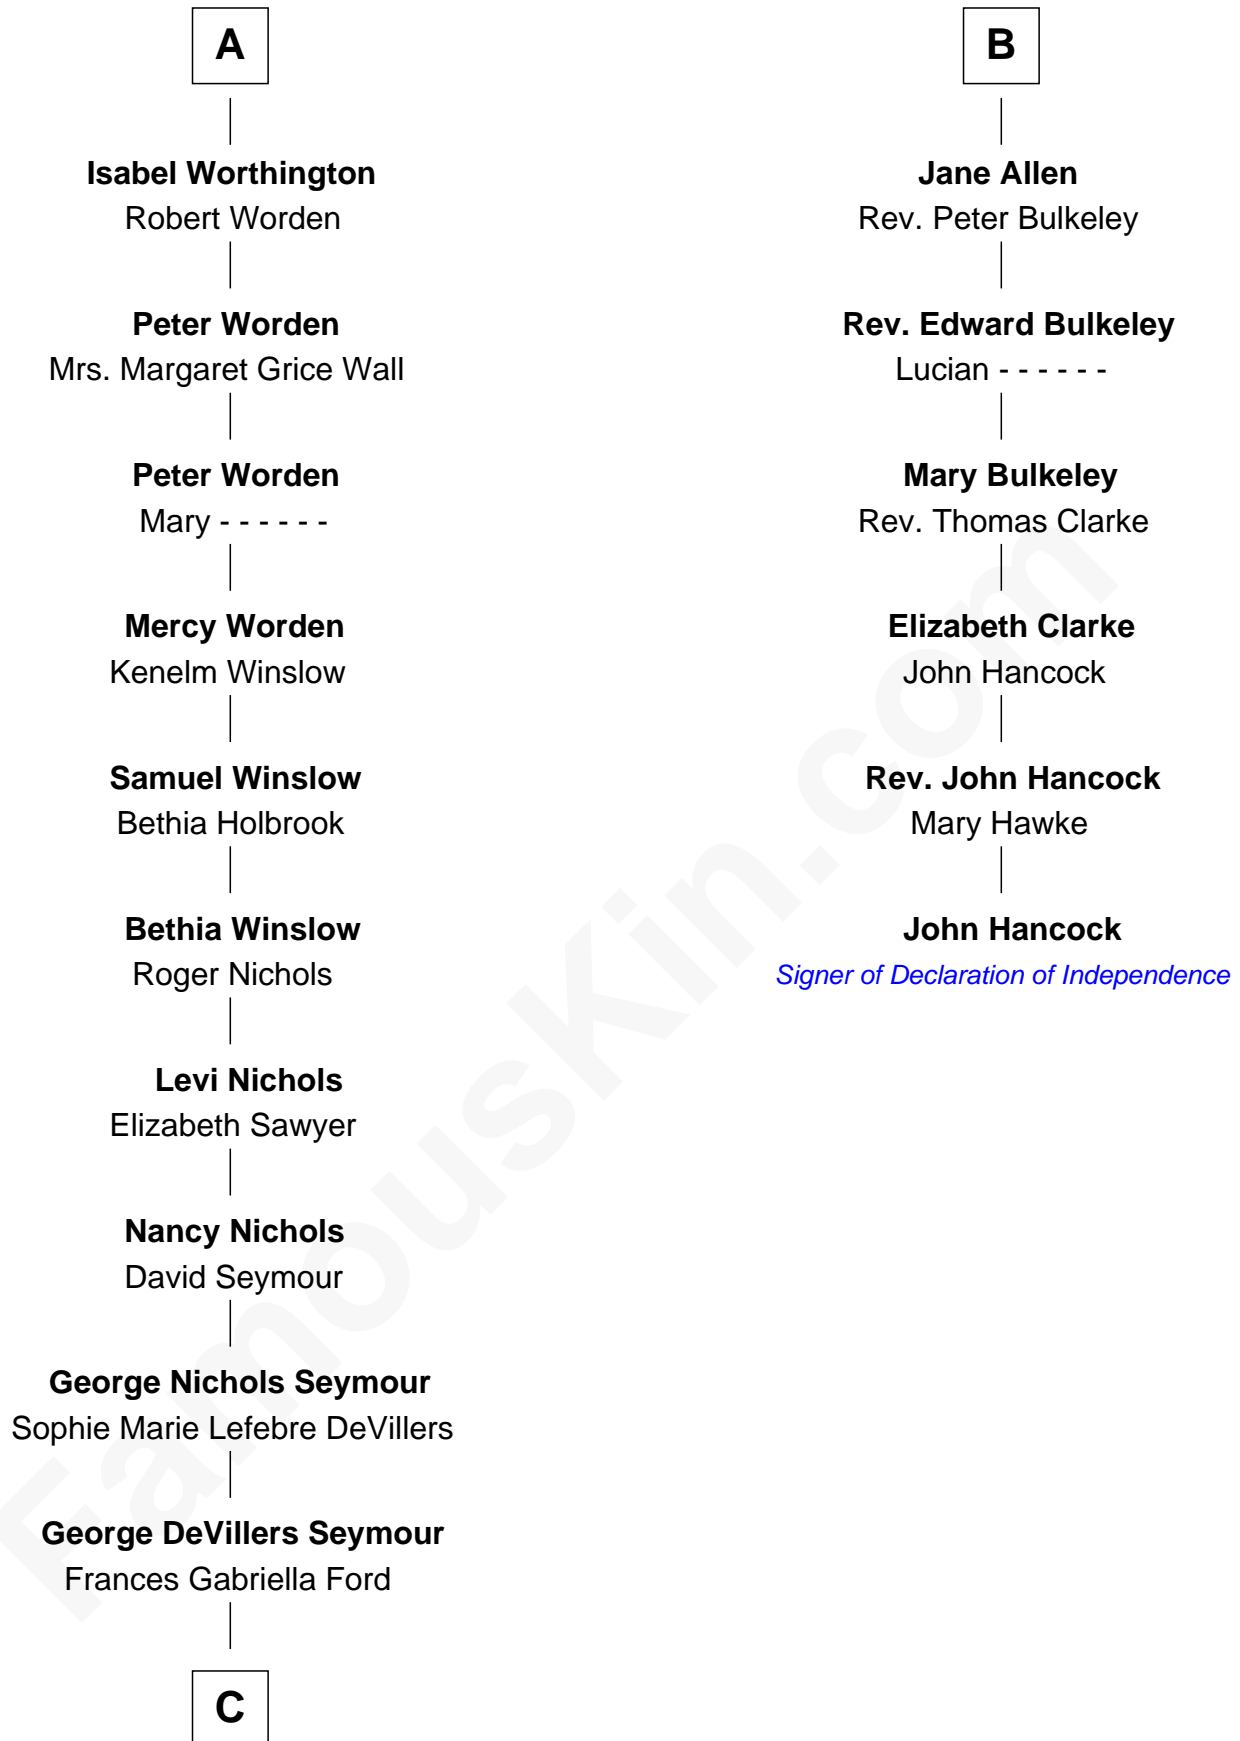 A
Isabel Worthington
Robert Worden
Peter Worden
Mrs. Margaret Grice Wall
Peter Worden
Mary - - - - - -
Mercy Worden
Kenelm Winslow
Samuel Winslow
Bethia Holbrook
Bethia Winslow
Roger Nichols
Levi Nichols
Elizabeth Sawyer
Nancy Nichols
David Seymour
George Nichols Seymour
Sophie Marie Lefebre DeVillers
George DeVillers Seymour
Frances Gabriella Ford
C
B
Jane Allen
Rev. Peter Bulkeley
Rev. Edward Bulkeley
Lucian - - - - - -
Mary Bulkeley
Rev. Thomas Clarke
Elizabeth Clarke
John Hancock
Rev. John Hancock
Mary Hawke
John Hancock
Signer of Declaration of Independence
FamousKin.com